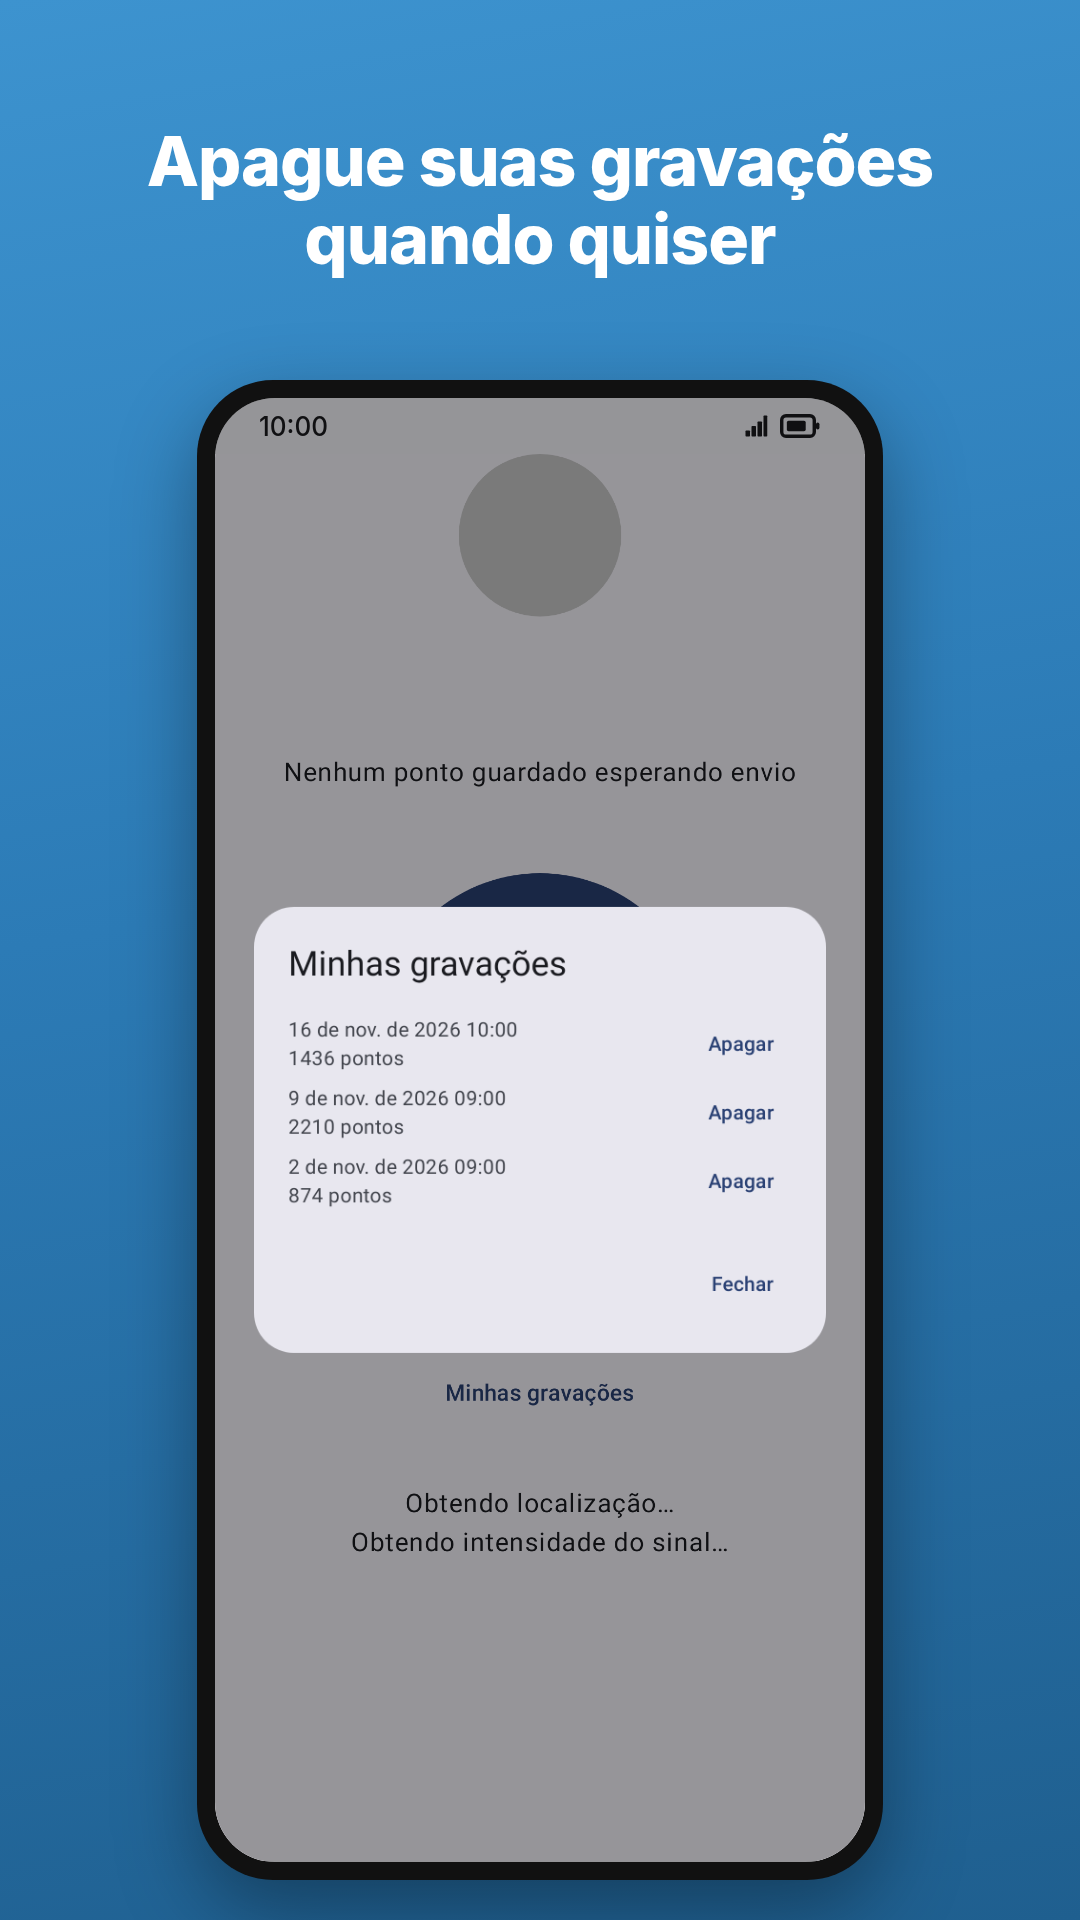 Apague suas gravações
quando quiser
10:00
Nenhum ponto guardado esperando envio
Minhas gravações
16 de nov. de 2026 10:00
1436 pontos
Apagar
9 de nov. de 2026 09:00
2210 pontos
Apagar
2 de nov. de 2026 09:00
874 pontos
Apagar
Fechar
Minhas gravações
Obtendo localização…
Obtendo intensidade do sinal…